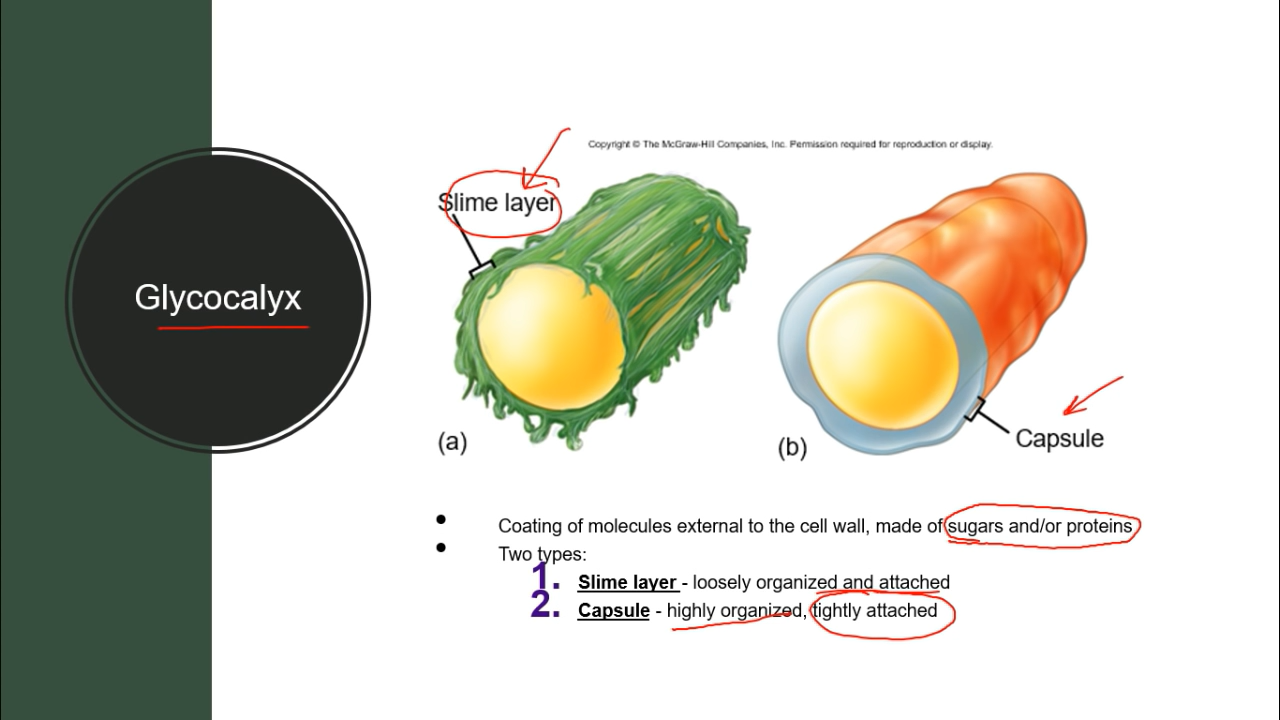 Glycocalyx
Copyright © The McGraw-Hill Companies, Inc. Permission required for reproduction or display.
Slime layer
(a)
(b)
Capsule
• Coating of molecules external to the cell wall, made of sugars and/or proteins
• Two types:
1. Slime layer - loosely organized and attached
2. Capsule - highly organized, tightly attached